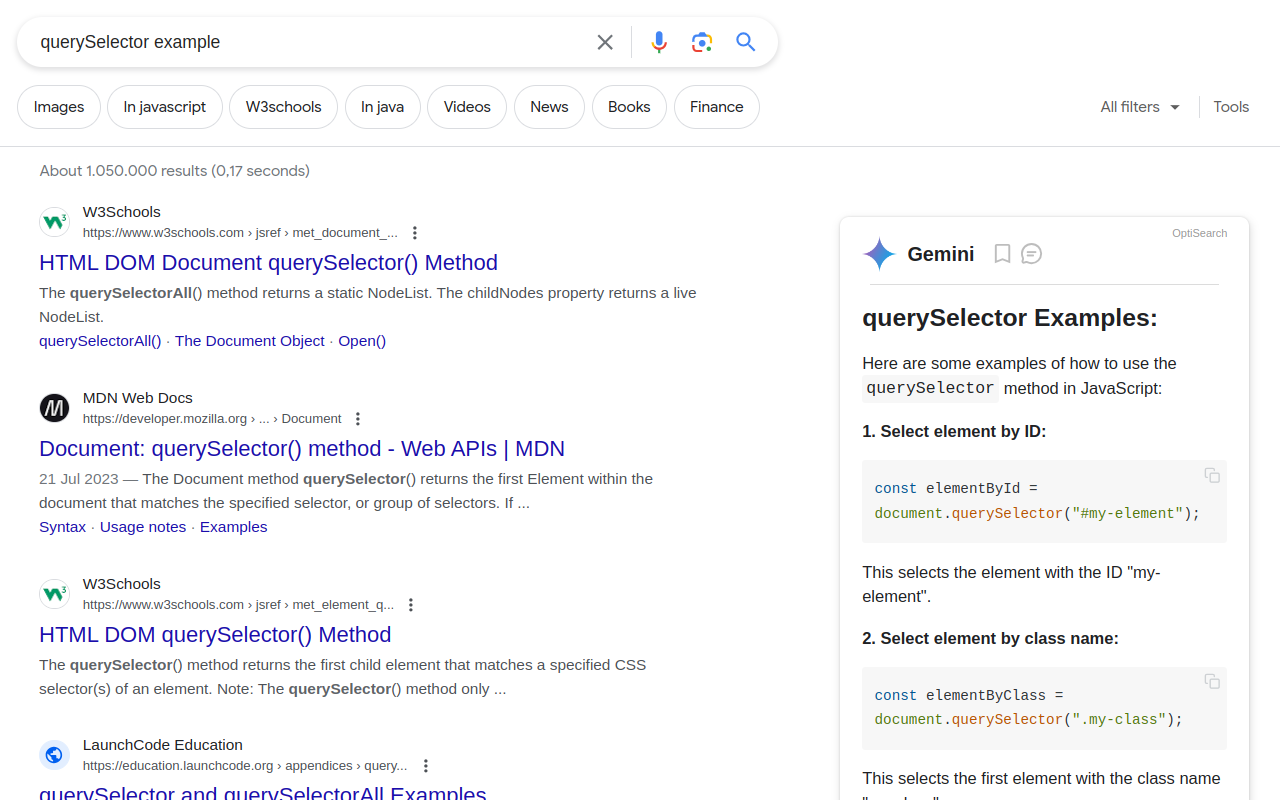 querySelector example
Images
In javascript
W3schools
In java
Videos
News
Books
Finance
All filters
Tools
About 1.050.000 results (0,17 seconds)
W3Schools
https://www.w3schools.com › jsref › met_document_...
HTML DOM Document querySelector() Method
The querySelectorAll() method returns a static NodeList. The childNodes property returns a live
NodeList.
querySelectorAll() · The Document Object · Open()
MDN Web Docs
https://developer.mozilla.org › ... › Document
Document: querySelector() method - Web APIs | MDN
21 Jul 2023 — The Document method querySelector() returns the first Element within the
document that matches the specified selector, or group of selectors. If ...
Syntax · Usage notes · Examples
W3Schools
https://www.w3schools.com › jsref › met_element_q...
HTML DOM querySelector() Method
The querySelector() method returns the first child element that matches a specified CSS
selector(s) of an element. Note: The querySelector() method only ...
LaunchCode Education
https://education.launchcode.org › appendices › query...
querySelector and querySelectorAll Examples
OptiSearch
Gemini
querySelector Examples:
Here are some examples of how to use the
querySelector method in JavaScript:
1. Select element by ID:
const elementById =
document.querySelector("#my-element");
This selects the element with the ID "my-
element".
2. Select element by class name:
const elementByClass =
document.querySelector(".my-class");
This selects the first element with the class name